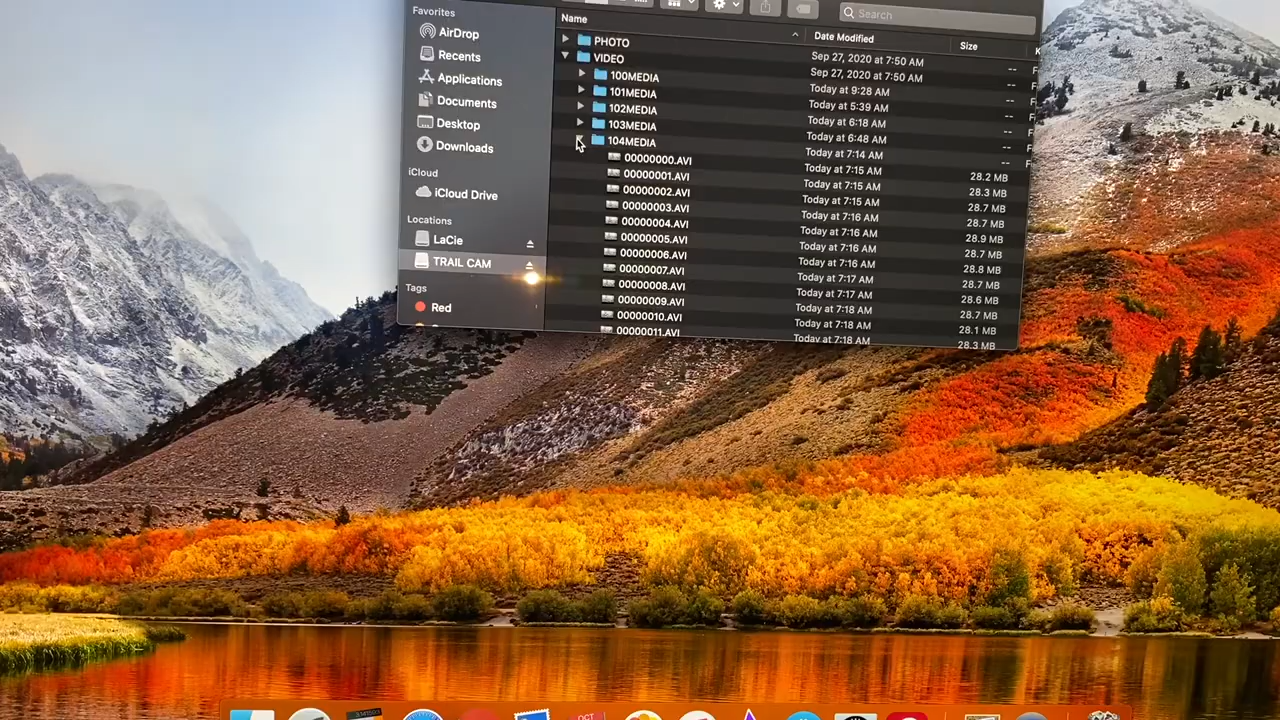 Search
Favorites
AirDrop
Recents
Applications
Documents
Desktop
Downloads
iCloud
iCloud Drive
Locations
LaCie
TRAIL CAM
Tags
Red
Name Date Modified Size K
PHOTO Sep 27, 2020 at 7:50 AM --
VIDEO Sep 27, 2020 at 7:50 AM --
100MEDIA Today at 9:28 AM --
101MEDIA Today at 5:39 AM --
102MEDIA Today at 6:18 AM --
103MEDIA Today at 6:48 AM --
104MEDIA Today at 7:14 AM --
00000000.AVI Today at 7:15 AM 28.2 MB
00000001.AVI Today at 7:15 AM 28.3 MB
00000002.AVI Today at 7:15 AM 28.7 MB
00000003.AVI Today at 7:16 AM 28.7 MB
00000004.AVI Today at 7:16 AM 28.9 MB
00000005.AVI Today at 7:16 AM 28.7 MB
00000006.AVI Today at 7:16 AM 28.8 MB
00000007.AVI Today at 7:17 AM 28.7 MB
00000008.AVI Today at 7:17 AM 28.6 MB
00000009.AVI Today at 7:18 AM 28.7 MB
00000010.AVI Today at 7:18 AM 28.1 MB
00000011.AVI Today at 7:18 AM 28.3 MB
OCT